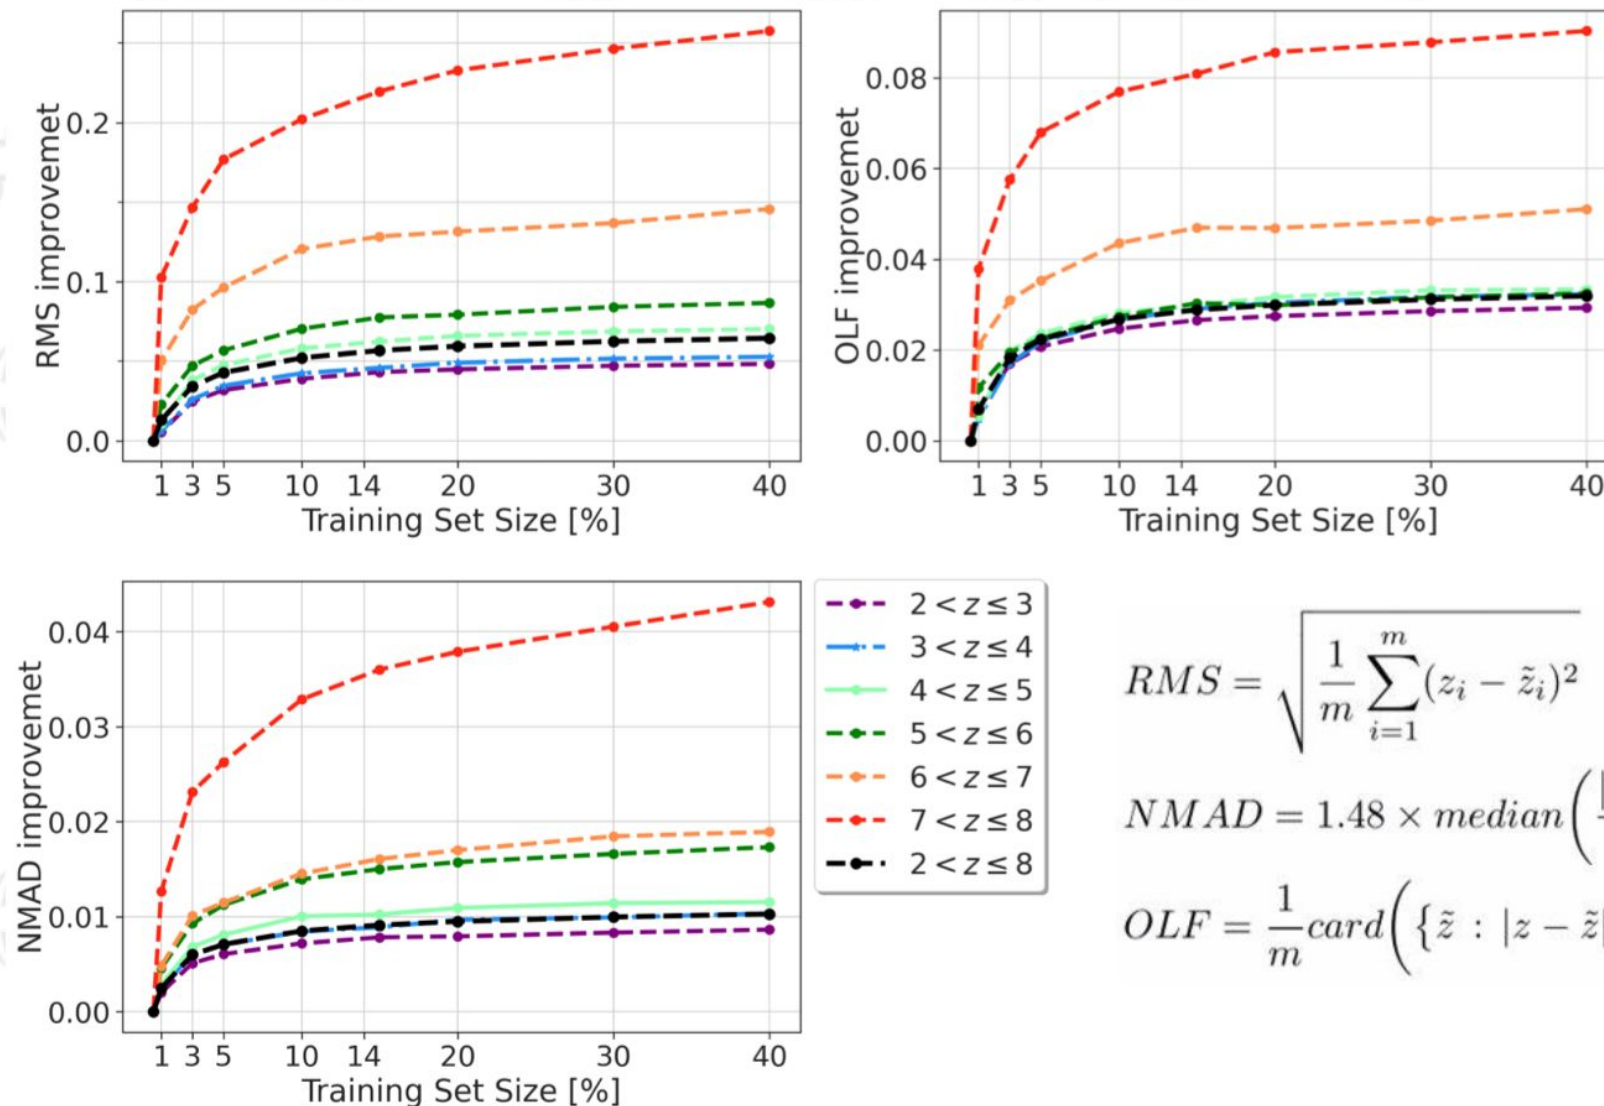 RMS improvemet
0.2
0.1
0.0
1 3 5 10 14 20 30 40
Training Set Size [%]
OLF improvemet
0.08
0.06
0.04
0.02
0.00
1 3 5 10 14 20 30 40
Training Set Size [%]
NMAD improvemet
0.04
0.03
0.02
0.01
0.00
1 3 5 10 14 20 30 40
Training Set Size [%]
2 < z ≤ 3
3 < z ≤ 4
4 < z ≤ 5
5 < z ≤ 6
6 < z ≤ 7
7 < z ≤ 8
2 < z ≤ 8
RMS = √ 1/m ∑_{i=1}^{m} (z_i − z̃_i)²
NMAD = 1.48 × median(|
OLF = 1/m card({z̃ : |z − z̃|